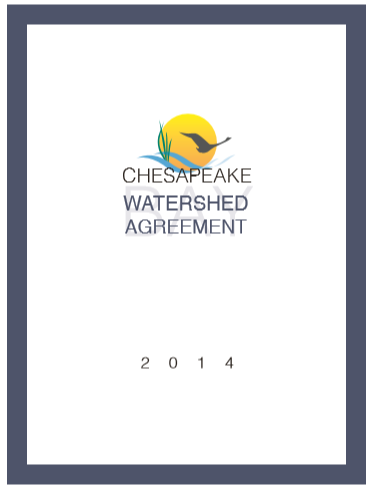 CHESAPEAKE
BAY
WATERSHED
AGREEMENT
2 0 1 4